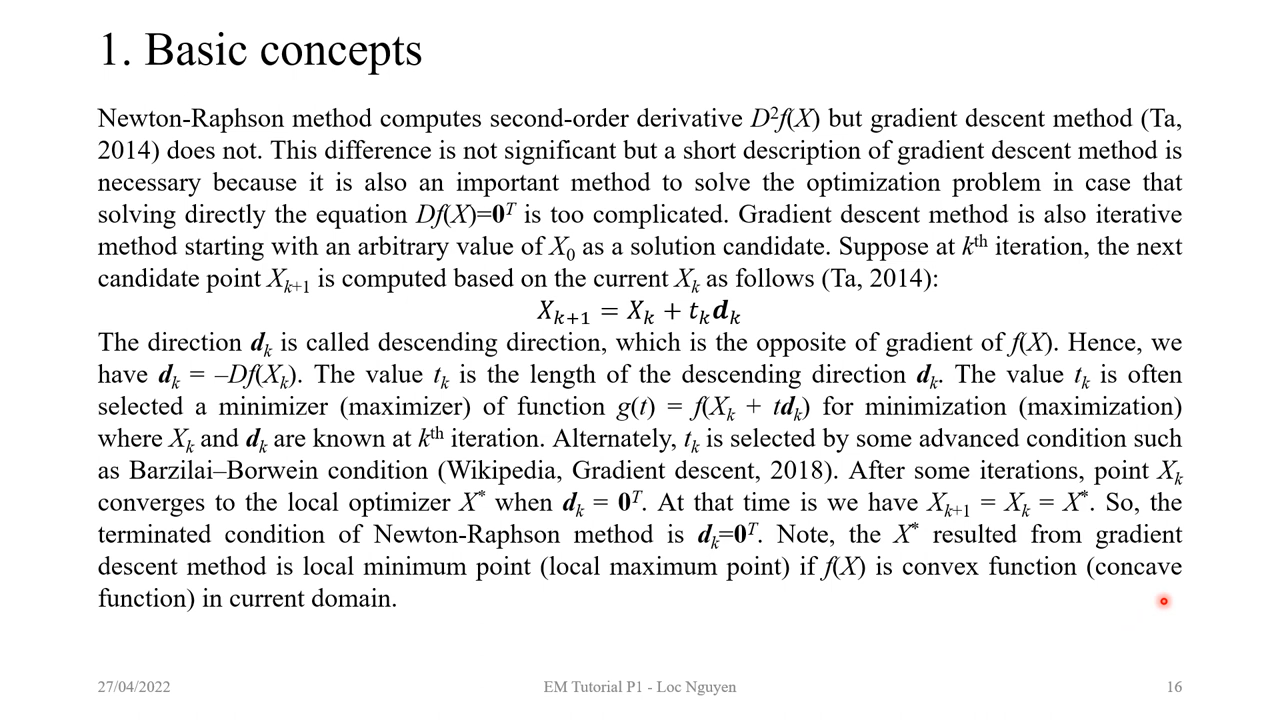 1. Basic concepts
Newton-Raphson method computes second-order derivative D²f(X) but gradient descent method (Ta,
2014) does not. This difference is not significant but a short description of gradient descent method is
necessary because it is also an important method to solve the optimization problem in case that
solving directly the equation Df(X)=0ᵀ is too complicated. Gradient descent method is also iterative
method starting with an arbitrary value of X₀ as a solution candidate. Suppose at kᵗʰ iteration, the next
candidate point Xₖ₊₁ is computed based on the current Xₖ as follows (Ta, 2014):
Xₖ₊₁ = Xₖ + tₖdₖ
The direction dₖ is called descending direction, which is the opposite of gradient of f(X). Hence, we
have dₖ = –Df(Xₖ). The value tₖ is the length of the descending direction dₖ. The value tₖ is often
selected a minimizer (maximizer) of function g(t) = f(Xₖ + tdₖ) for minimization (maximization)
where Xₖ and dₖ are known at kᵗʰ iteration. Alternately, tₖ is selected by some advanced condition such
as Barzilai–Borwein condition (Wikipedia, Gradient descent, 2018). After some iterations, point Xₖ
converges to the local optimizer X* when dₖ = 0ᵀ. At that time is we have Xₖ₊₁ = Xₖ = X*. So, the
terminated condition of Newton-Raphson method is dₖ=0ᵀ. Note, the X* resulted from gradient
descent method is local minimum point (local maximum point) if f(X) is convex function (concave
function) in current domain.
27/04/2022
EM Tutorial P1 - Loc Nguyen
16